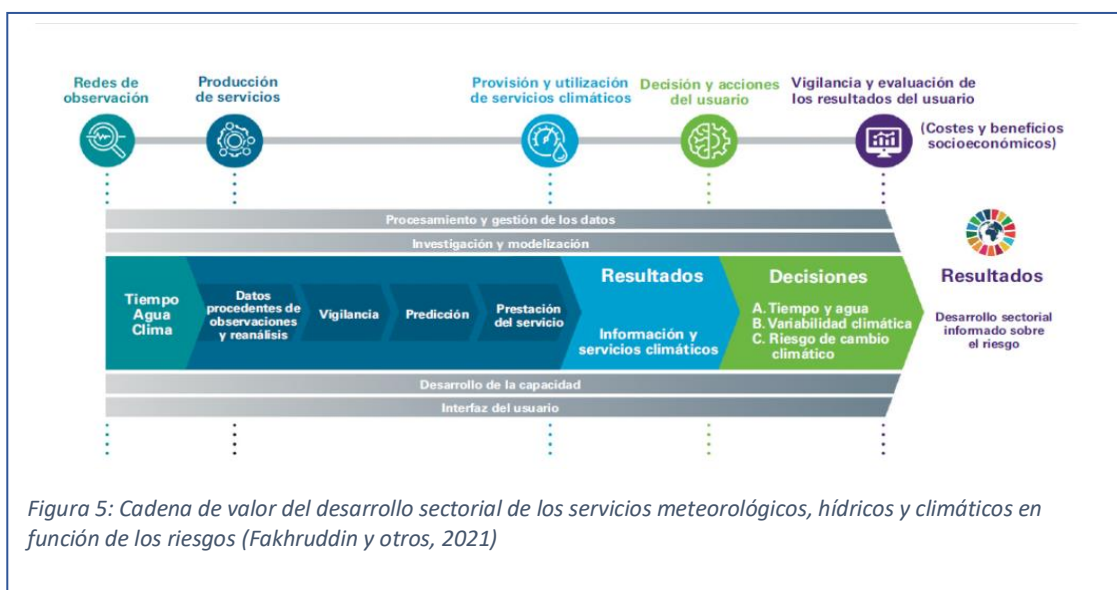 Redes de
observación
Producción
de servicios
Provisión y utilización
de servicios climáticos
Decisión y acciones
del usuario
Vigilancia y evaluación de
los resultados del usuario
(Costes y beneficios
socioeconómicos)
Procesamiento y gestión de los datos
Investigación y modelización
Tiempo
Agua
Clima
Datos
procedentes de
observaciones
y reanálisis
Vigilancia
Predicción
Prestación
del servicio
Resultados
Información y
servicios climáticos
Decisiones
A. Tiempo y agua
B. Variabilidad climática
C. Riesgo de cambio
climático
Resultados
Desarrollo sectorial
informado sobre
el riesgo
Desarrollo de la capacidad
Interfaz del usuario
Figura 5: Cadena de valor del desarrollo sectorial de los servicios meteorológicos, hídricos y climáticos en
función de los riesgos (Fakhruddin y otros, 2021)